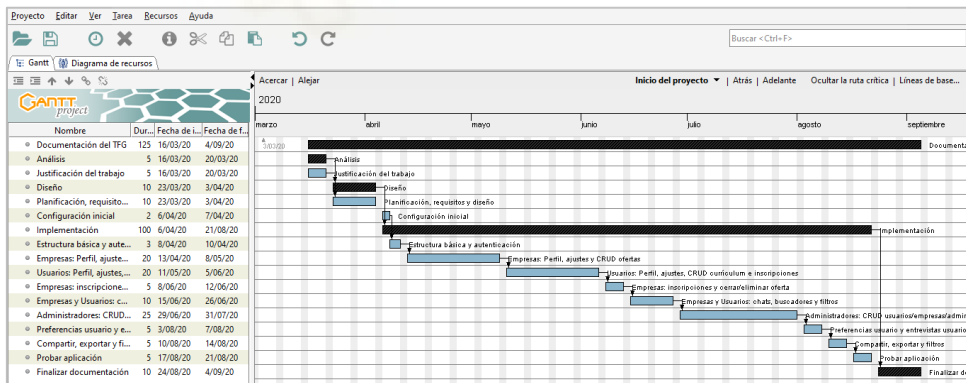 Proyecto Editar Ver Tarea Recursos Ayuda
Buscar <Ctrl+F>
Gantt Diagrama de recursos
Acercar | Alejar Inicio del proyecto ▼ | Atrás | Adelante Ocultar la ruta crítica | Líneas de base...
GANTT project
2020
Nombre Dur... Fecha de i... Fecha de f...
marzo abril mayo junio julio agosto septiembre
3/03/20
Documentación del TFG 125 16/03/20 4/09/20 Documenta
Análisis 5 16/03/20 20/03/20 Análisis
Justificación del trabajo 5 16/03/20 20/03/20 Justificación del trabajo
Diseño 10 23/03/20 3/04/20 Diseño
Planificación, requisito... 10 23/03/20 3/04/20 Planificación, requisitos y diseño
Configuración inicial 2 6/04/20 7/04/20 Configuración inicial
Implementación 100 6/04/20 21/08/20 Implementación
Estructura básica y aute... 3 8/04/20 10/04/20 Estructura básica y autenticación
Empresas: Perfil, ajuste... 20 13/04/20 8/05/20 Empresas: Perfil, ajustes y CRUD ofertas
Usuarios: Perfil, ajustes,... 20 11/05/20 5/06/20 Usuarios: Perfil, ajustes, CRUD currículum e inscripciones
Empresas: inscripcione... 5 8/06/20 12/06/20 Empresas: inscripciones y cerrar/eliminar oferta
Empresas y Usuarios: c... 10 15/06/20 26/06/20 Empresas y Usuarios: chats, buscadores y filtros
Administradores: CRUD... 25 29/06/20 31/07/20 Administradores: CRUD usuarios/empresas/admin
Preferencias usuario y e... 5 3/08/20 7/08/20 Preferencias usuario y entrevistas usuario
Compartir, exportar y fi... 5 10/08/20 14/08/20 Compartir, exportar y filtros
Probar aplicación 5 17/08/20 21/08/20 Probar aplicación
Finalizar documentación 10 24/08/20 4/09/20 Finalizar do